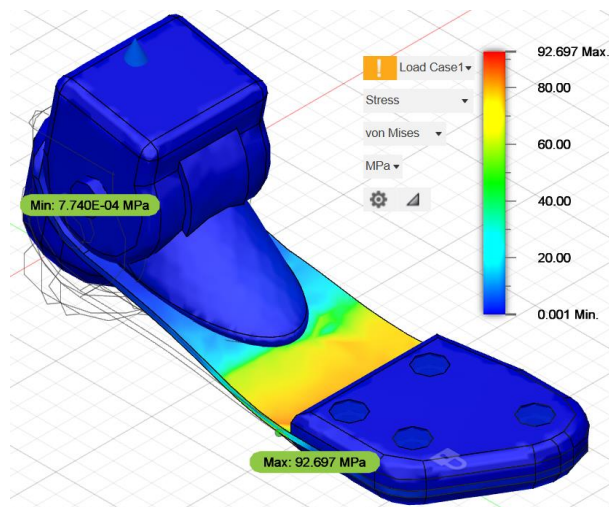 92.697 Max.
! Load Case1
80.00
Stress
von Mises
60.00
MPa
Min: 7.740E-04 MPa
40.00
20.00
0.001 Min.
Max: 92.697 MPa